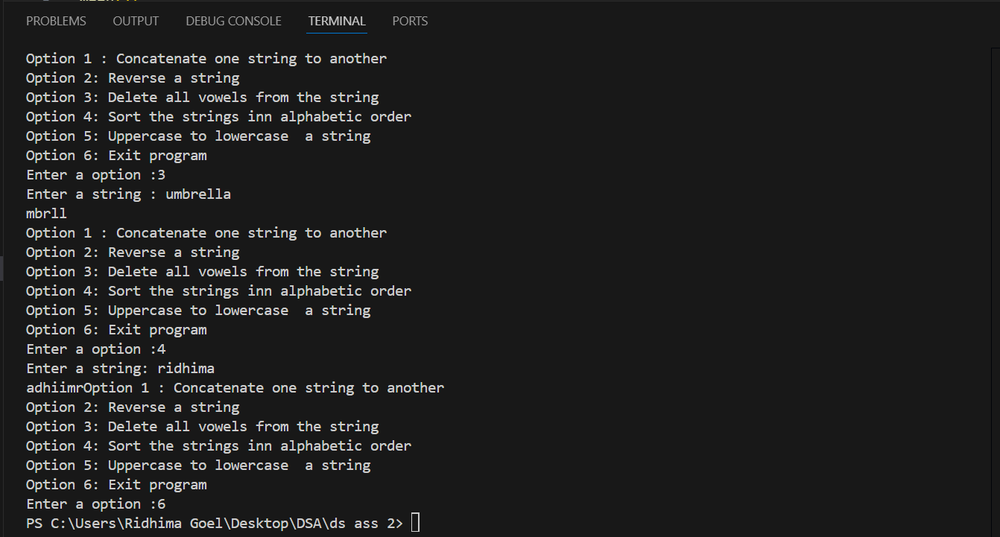 PROBLEMS OUTPUT DEBUG CONSOLE TERMINAL PORTS
Option 1 : Concatenate one string to another
Option 2: Reverse a string
Option 3: Delete all vowels from the string
Option 4: Sort the strings inn alphabetic order
Option 5: Uppercase to lowercase  a string
Option 6: Exit program
Enter a option :3
Enter a string : umbrella
mbrll
Option 1 : Concatenate one string to another
Option 2: Reverse a string
Option 3: Delete all vowels from the string
Option 4: Sort the strings inn alphabetic order
Option 5: Uppercase to lowercase  a string
Option 6: Exit program
Enter a option :4
Enter a string: ridhima
adhiimrOption 1 : Concatenate one string to another
Option 2: Reverse a string
Option 3: Delete all vowels from the string
Option 4: Sort the strings inn alphabetic order
Option 5: Uppercase to lowercase  a string
Option 6: Exit program
Enter a option :6
PS C:\Users\Ridhima Goel\Desktop\DSA\ds ass 2>